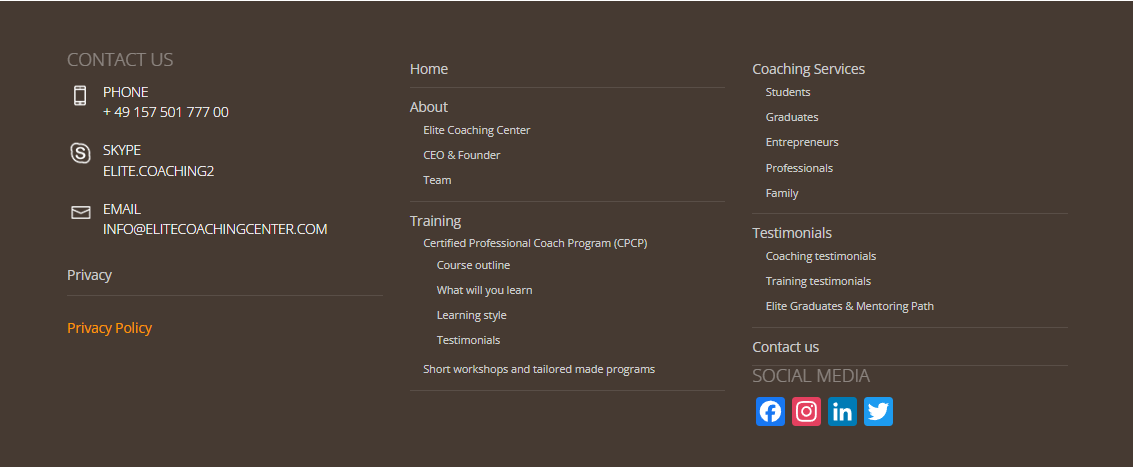 CONTACT US
PHONE
+ 49 157 501 777 00
SKYPE
ELITE.COACHING2
EMAIL
INFO@ELITECOACHINGCENTER.COM
Privacy
Privacy Policy
Home
About
Elite Coaching Center
CEO & Founder
Team
Training
Certified Professional Coach Program (CPCP)
Course outline
What will you learn
Learning style
Testimonials
Short workshops and tailored made programs
Coaching Services
Students
Graduates
Entrepreneurs
Professionals
Family
Testimonials
Coaching testimonials
Training testimonials
Elite Graduates & Mentoring Path
Contact us
SOCIAL MEDIA